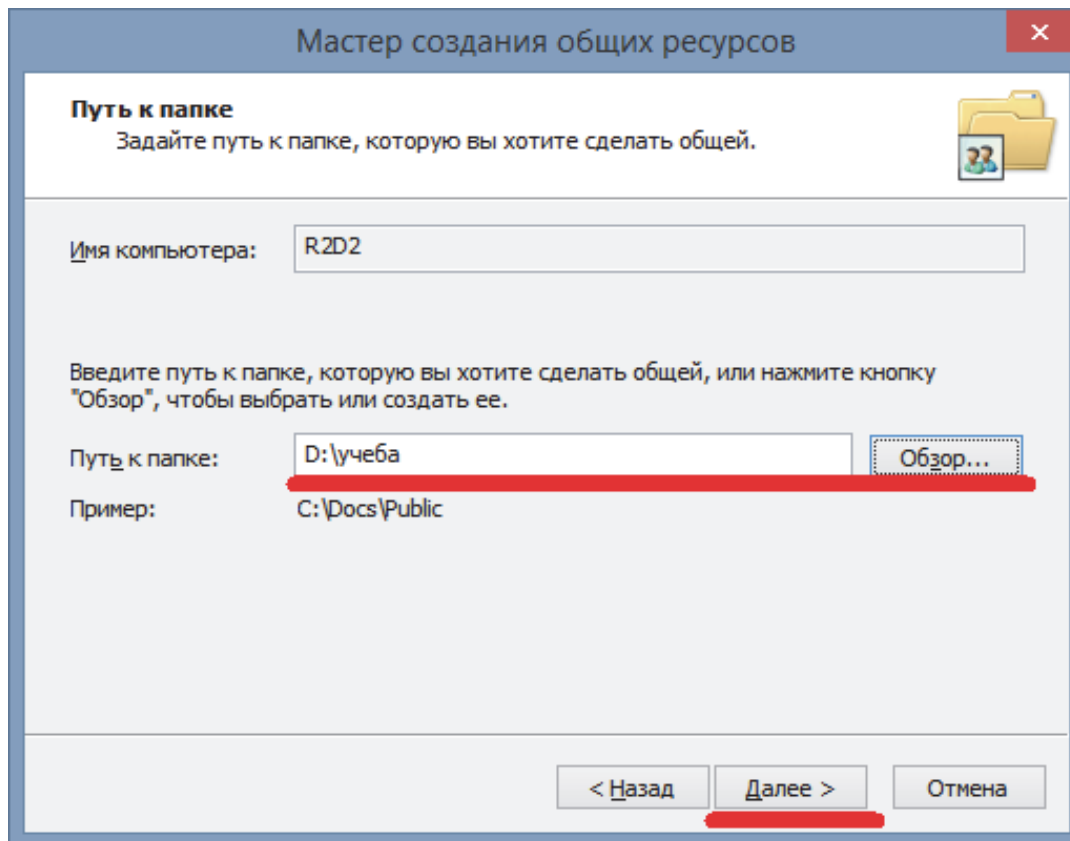 Мастер создания общих ресурсов
Путь к папке
Задайте путь к папке, которую вы хотите сделать общей.
Имя компьютера:
R2D2
Введите путь к папке, которую вы хотите сделать общей, или нажмите кнопку
"Обзор", чтобы выбрать или создать ее.
Путь к папке:
D:\учеба
Обзор...
Пример:
C:\Docs\Public
< Назад
Далее >
Отмена